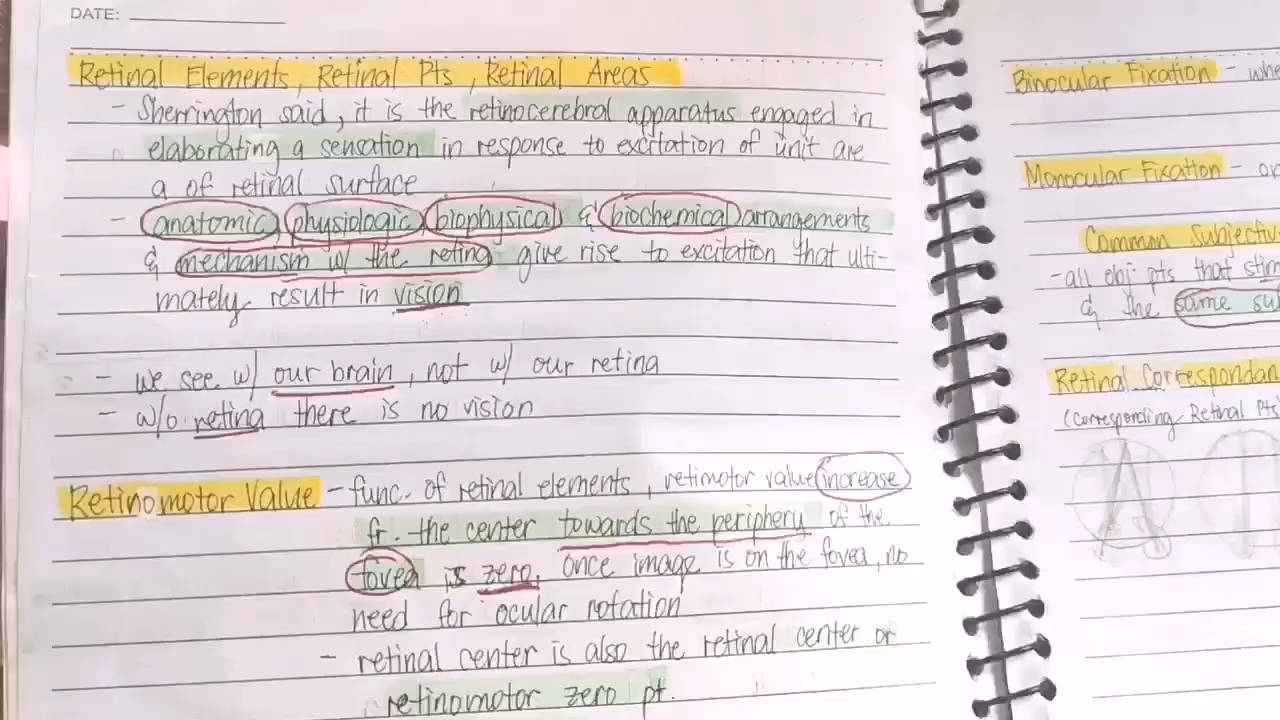 DATE:
Retinal Elements, Retinal Pts, Retinal Areas
- Sherrington said, it is the retinocerebral apparatus engaged in
elaborating a sensation in response to excitation of unit are
a of retinal surface
- anatomic, physiologic, biophysical & biochemical arrangements
& mechanism w/ the retina give rise to excitation that ulti-
mately result in vision
- we see w/ our brain, not w/ our retina
- w/o retina there is no vision
Retinomotor Value - func. of retinal elements, retimotor value increase
fr. the center towards the periphery of the
fovea is zero, once image is on the fovea, no
need for ocular rotation
- retinal center is also the retinal center or
retinomotor zero pt.
Binocular Fixation - whe
Monocular Fixation - 
Common Subjectiv
- all obj pts that stim
& the same su
Retinal Correspondan
(Corresponding Retinal Pts